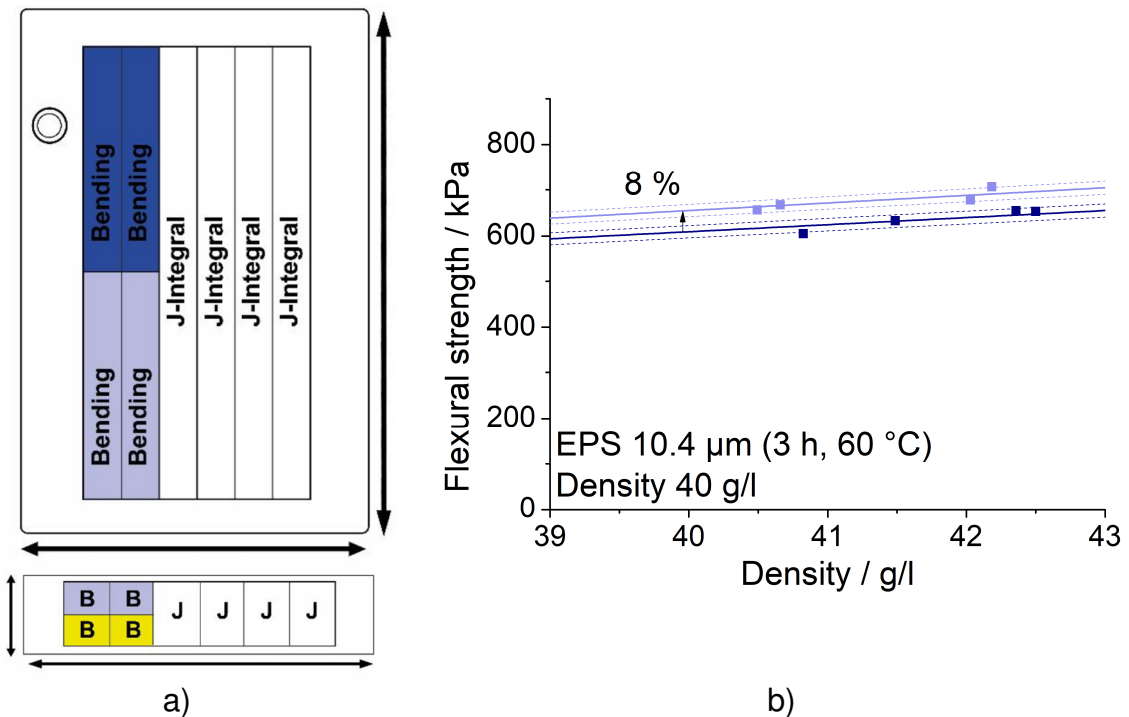 Bending
Bending
Bending
Bending
J-Integral
J-Integral
J-Integral
J-Integral
B B J J J J
B B
a)
Flexural strength / kPa
800
600
400
200
0
8 %
EPS 10.4 µm (3 h, 60 °C)
Density 40 g/l
39 40 41 42 43
Density / g/l
b)